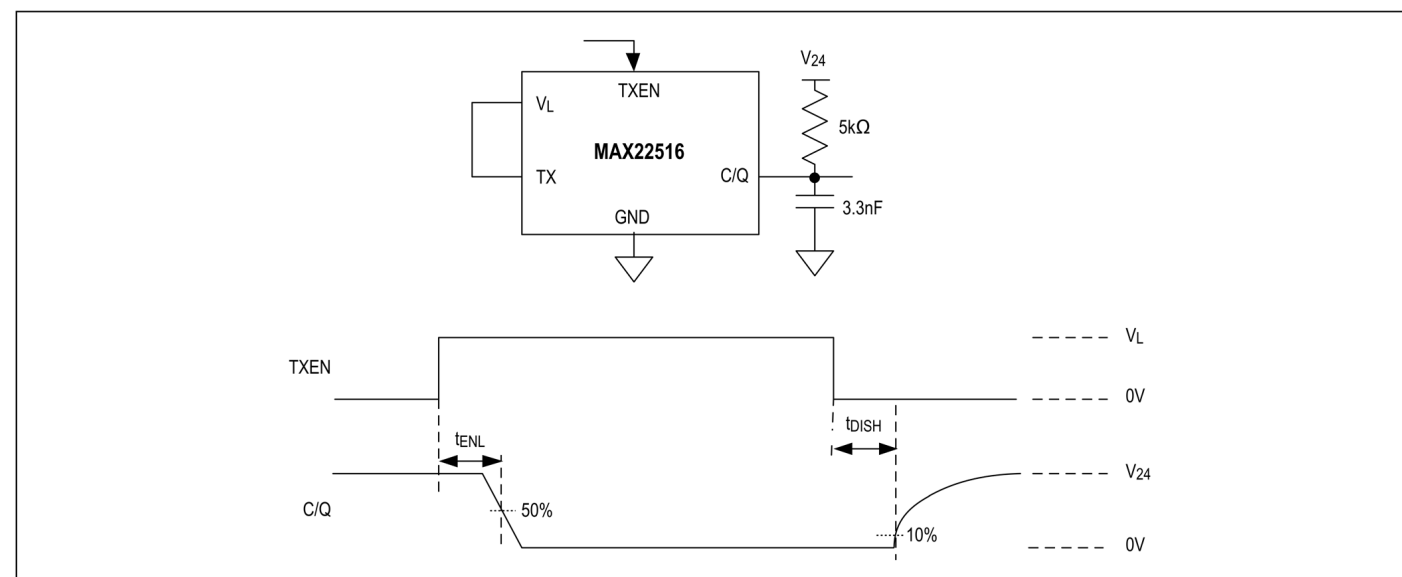 V24
TXEN
VL
5kΩ
MAX22516
TX
C/Q
3.3nF
GND
VL
TXEN
0V
tENL
tDISH
V24
C/Q
50%
10%
0V